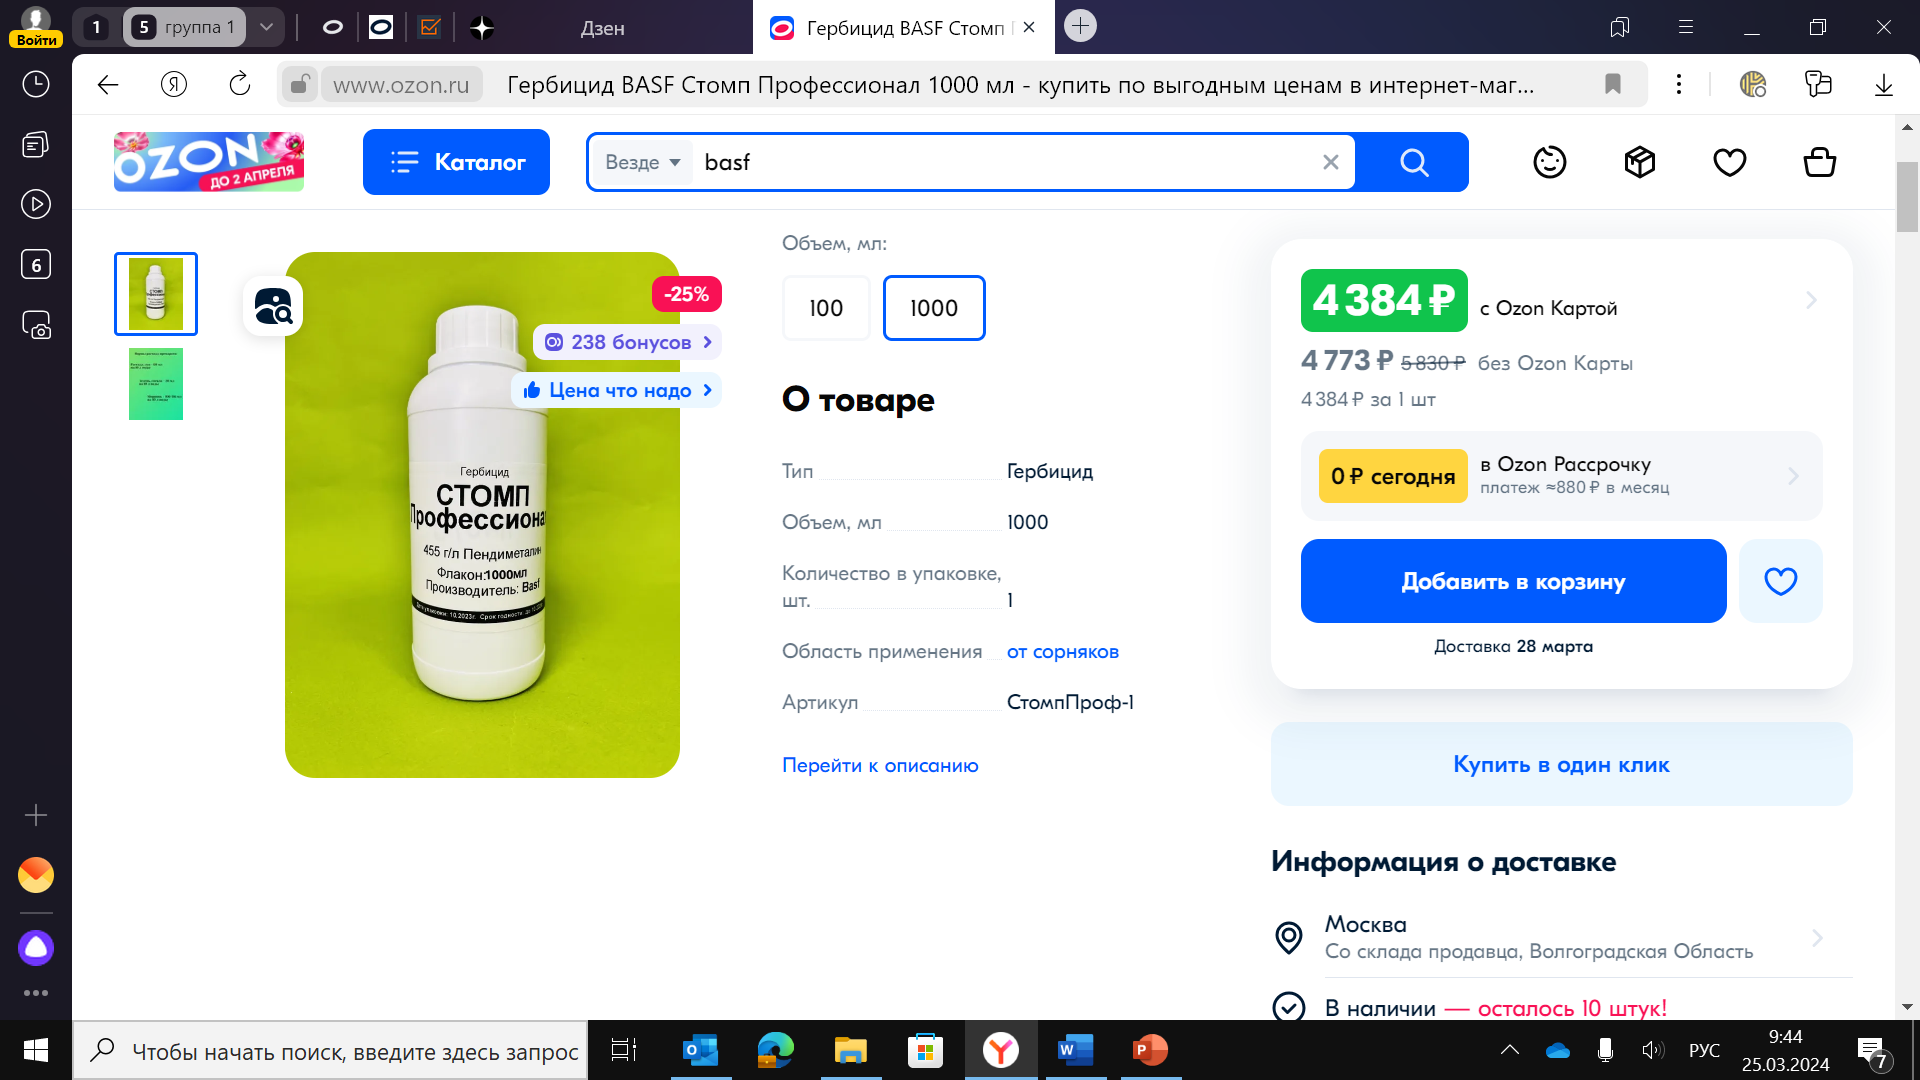 Войти
1
5 группа 1
Дзен
Гербицид BASF Стомп
www.ozon.ru
Гербицид BASF Стомп Профессионал 1000 мл - купить по выгодным ценам в интернет-маг...
6
OZON
ДО 2 АПРЕЛЯ
Каталог
Везде
basf
-25%
238 бонусов
Цена что надо
Гербицид
СТОМП
Профессиона
455 г/л Пендиметалин
Флакон:1000мл
Производитель: Basf
Объем, мл:
100
1000
О товаре
Тип Гербицид
Объем, мл 1000
Количество в упаковке,
шт. 1
Область применения от сорняков
Артикул СтомпПроф-1
Перейти к описанию
4 384 ₽ с Ozon Картой
4 773 ₽ 5 830 ₽ без Ozon Карты
4 384 ₽ за 1 шт
0 ₽ сегодня
в Ozon Рассрочку
платеж ≈880 ₽ в месяц
Добавить в корзину
Доставка 28 марта
Купить в один клик
Информация о доставке
Москва
Со склада продавца, Волгоградская Область
В наличии — осталось 10 штук!
Чтобы начать поиск, введите здесь запрос
РУС
9:44
25.03.2024
7